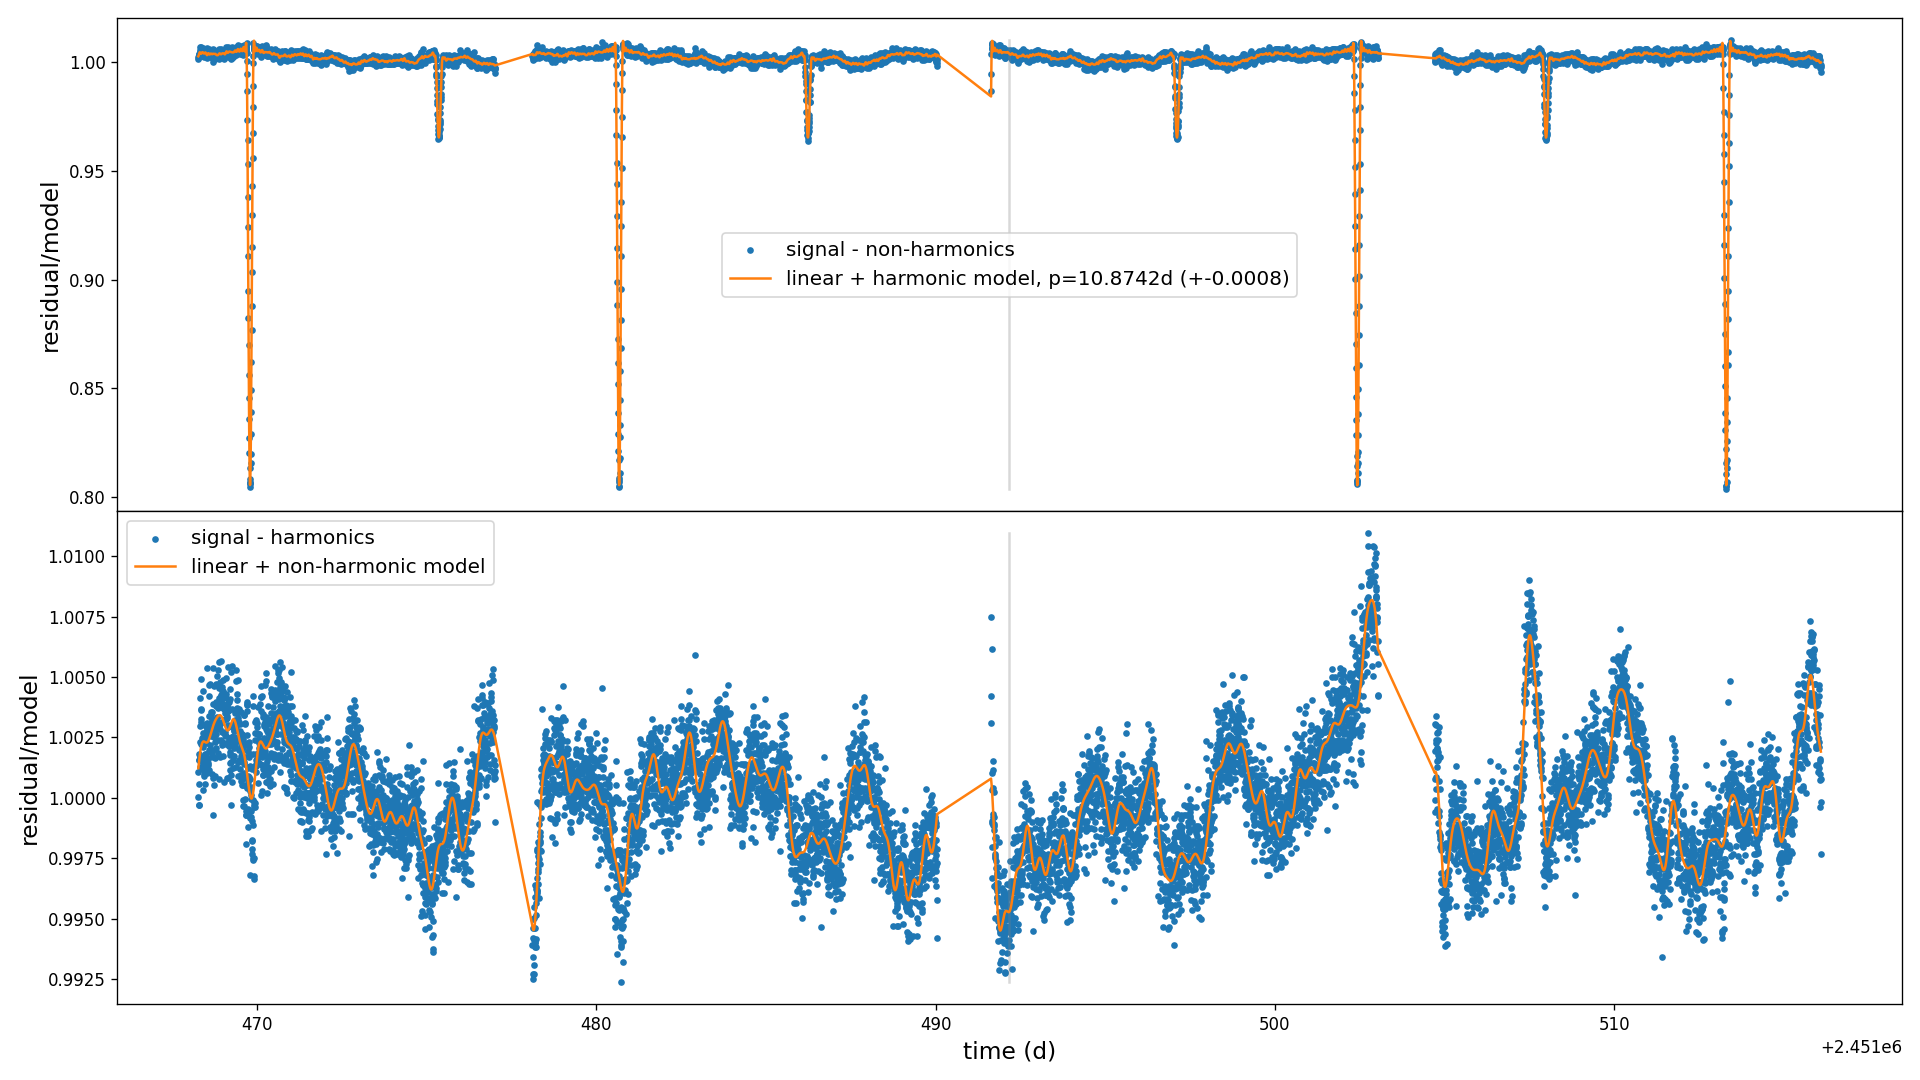 1.00
0.95
0.90
0.85
0.80
residual/model
signal - non-harmonics
linear + harmonic model, p=10.8742d (+-0.0008)
signal - harmonics
linear + non-harmonic model
1.0100
1.0075
1.0050
1.0025
1.0000
0.9975
0.9950
0.9925
residual/model
470
480
490
500
510
time (d)
+2.451e6